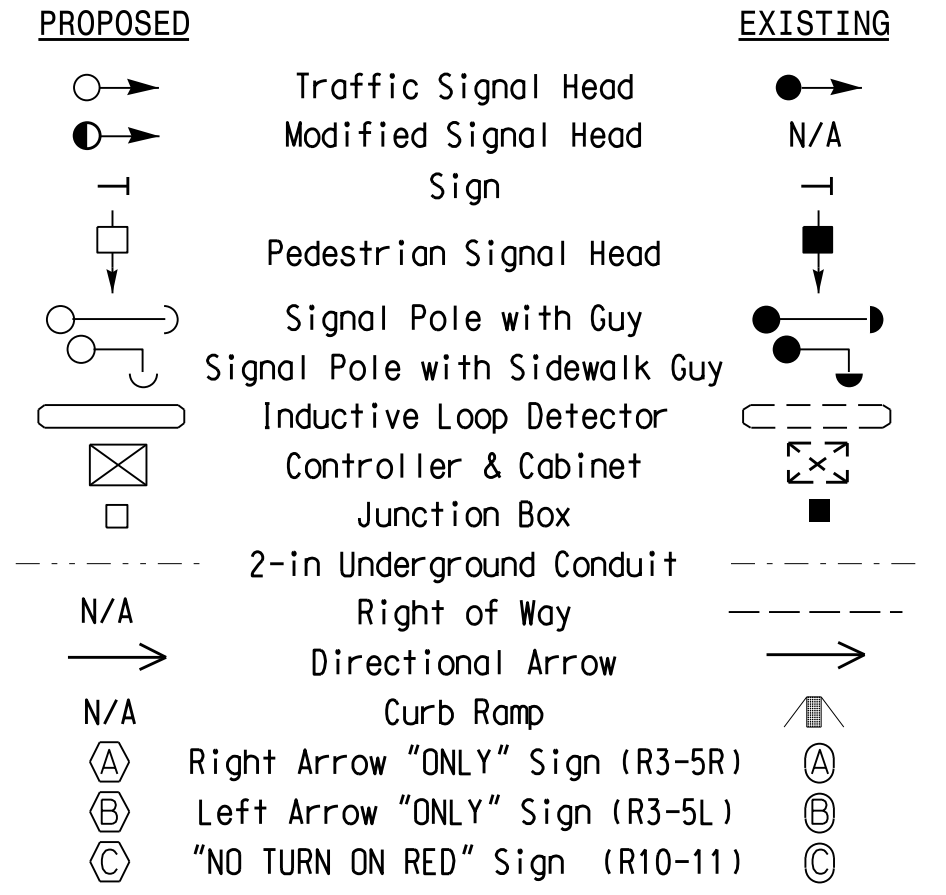 PROPOSED EXISTING
Traffic Signal Head
Modified Signal Head N/A
Sign
Pedestrian Signal Head
Signal Pole with Guy
Signal Pole with Sidewalk Guy
Inductive Loop Detector
Controller & Cabinet
Junction Box
2-in Underground Conduit
N/A Right of Way
Directional Arrow
N/A Curb Ramp
A Right Arrow "ONLY" Sign (R3-5R) A
B Left Arrow "ONLY" Sign (R3-5L) B
C "NO TURN ON RED" Sign (R10-11) C